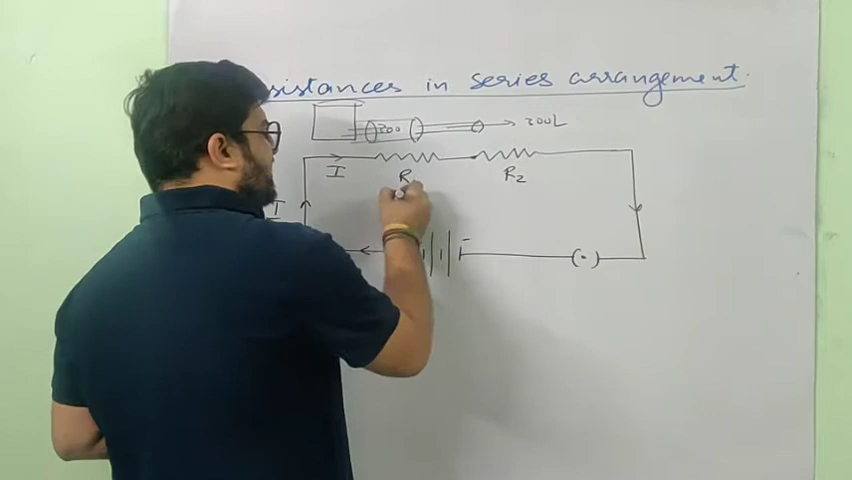 sistances in series arrangement.
200 200L
I R R2
I